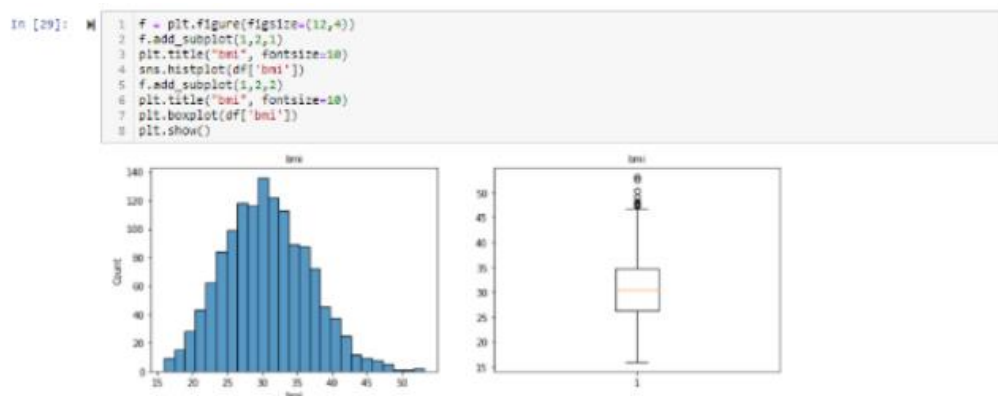 In [29]:
1 f = plt.figure(figsize=(12,4))
2 f.add_subplot(1,2,1)
3 plt.title("bmi", fontsize=10)
4 sns.histplot(df['bmi'])
5 f.add_subplot(1,2,2)
6 plt.title("bmi", fontsize=10)
7 plt.boxplot(df['bmi'])
8 plt.show()
bmi
140
120
100
80
60
40
20
0
Count
15 20 25 30 35 40 45 50
bmi
50
45
40
35
30
25
20
15
1